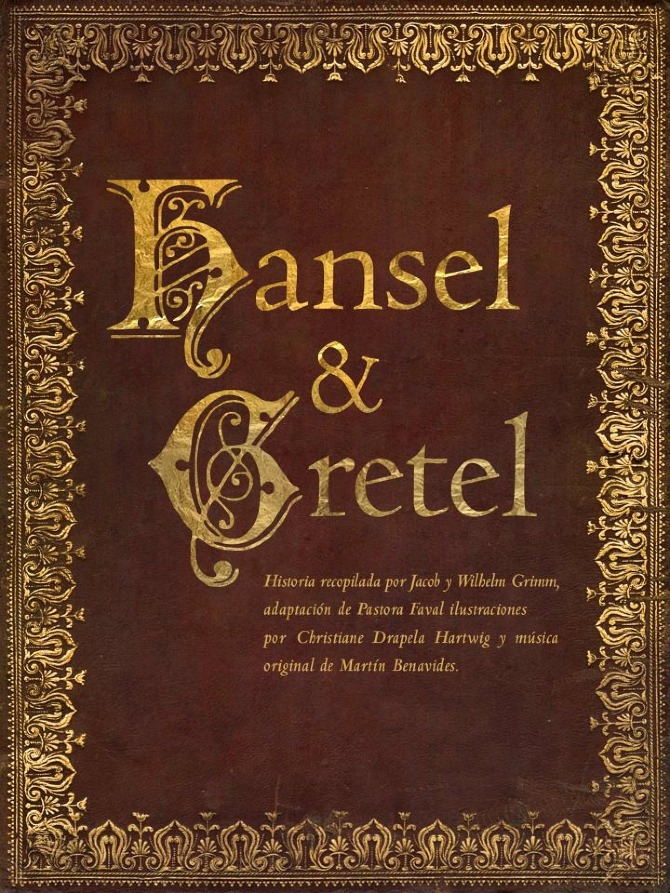 Hansel
&
Gretel
Historia recopilada por Jacob y Wilhelm Grimm,
adaptación de Pastora Faval ilustraciones
por Christiane Drapela Hartwig y música
original de Martín Benavides.